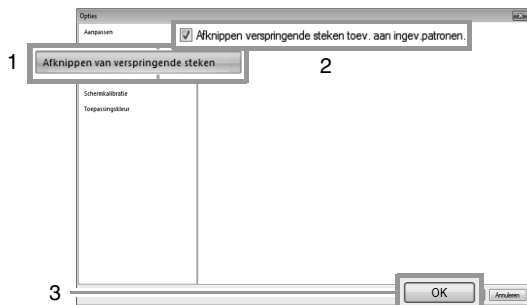 Opties
Aanpassen
Afknippen verspringende steken toev. aan ingev.patronen.
1
Afknippen van verspringende steken
2
Schermkalibratie
Toepassingskleur
3
OK
Annuleren